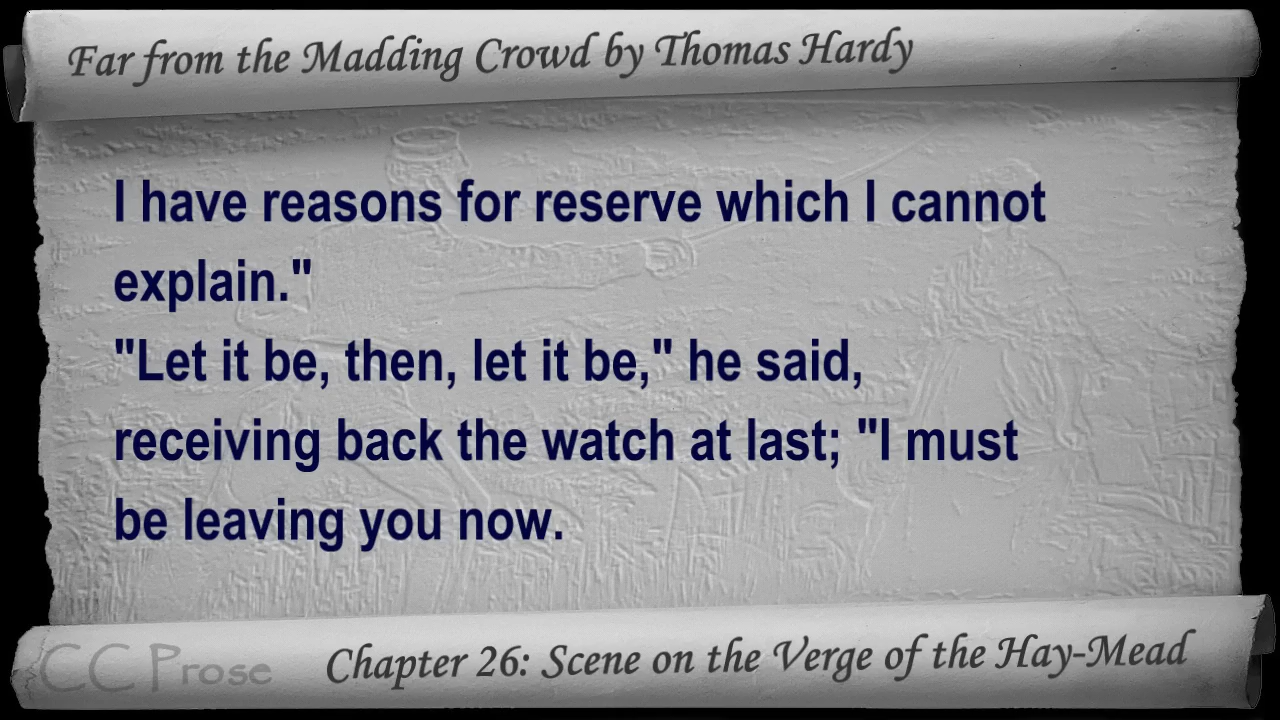 Far from the Madding Crowd by Thomas Hardy
I have reasons for reserve which I cannot
explain."
"Let it be, then, let it be," he said,
receiving back the watch at last; "I must
be leaving you now.
CC Prose
Chapter 26: Scene on the Verge of the Hay-Mead